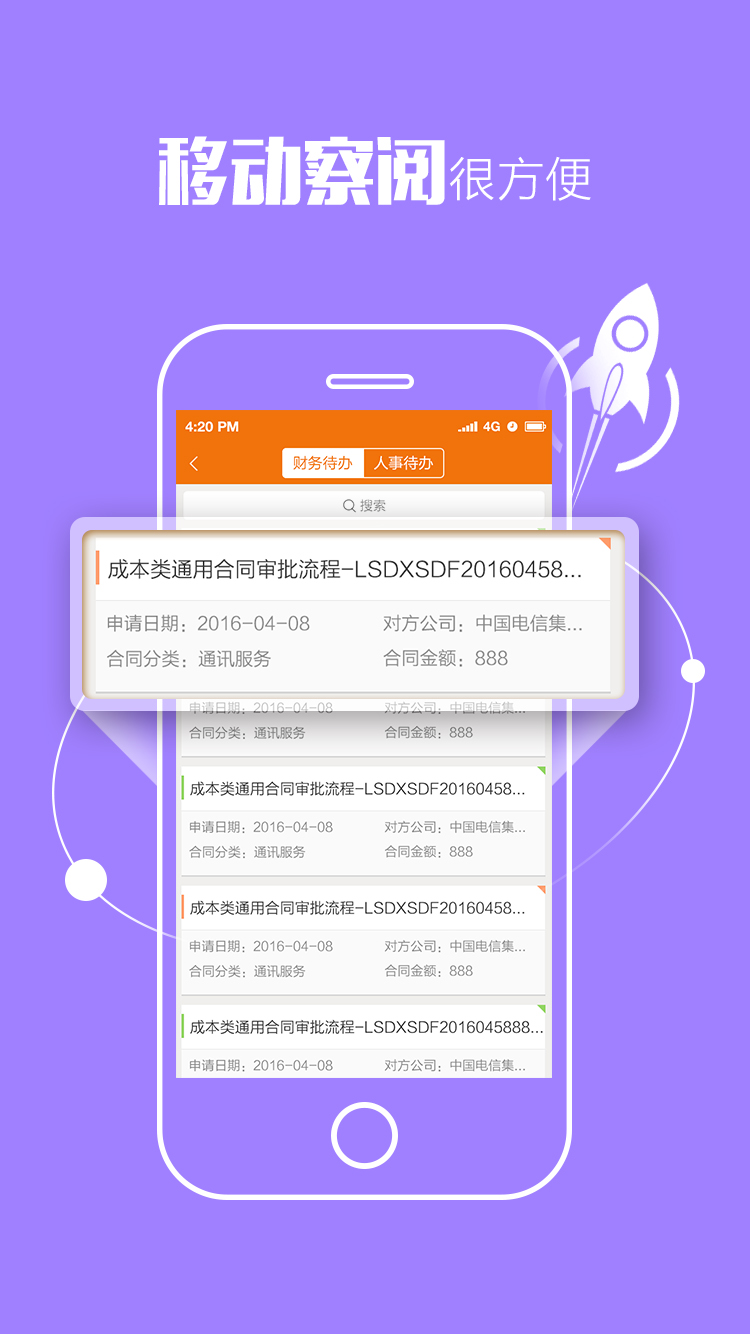 移动察阅很方便
4:20 PM 4G
财务待办 人事待办
搜索
成本类通用合同审批流程-LSDXSDF20160458...
申请日期：2016-04-08 对方公司：中国电信集...
合同分类：通讯服务 合同金额：888
申请日期：2016-04-08 对方公司：中国电信集...
合同分类：通讯服务 合同金额：888
成本类通用合同审批流程-LSDXSDF20160458...
申请日期：2016-04-08 对方公司：中国电信集...
合同分类：通讯服务 合同金额：888
成本类通用合同审批流程-LSDXSDF20160458...
申请日期：2016-04-08 对方公司：中国电信集...
合同分类：通讯服务 合同金额：888
成本类通用合同审批流程-LSDXSDF2016045888...
申请日期：2016-04-08 对方公司：中国电信集...